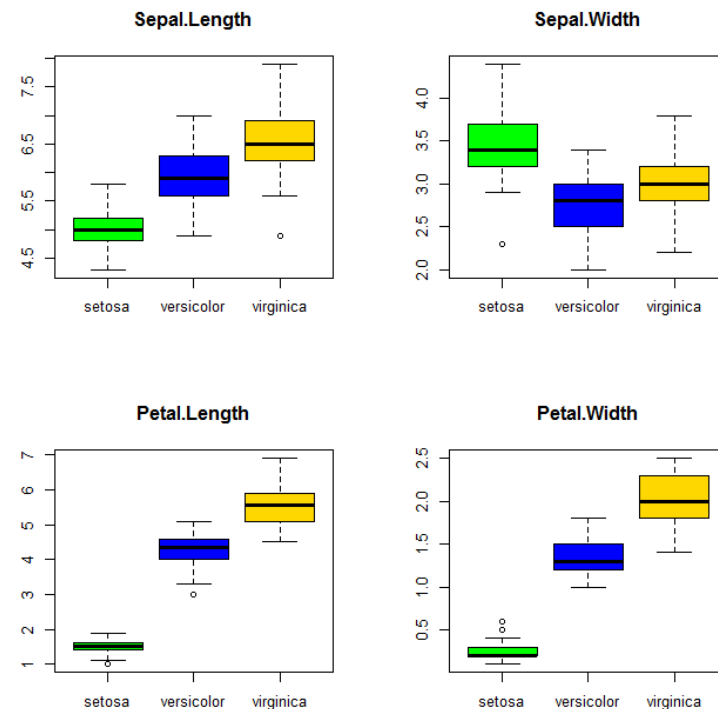 Sepal.Length
7.5
6.5
5.5
4.5
setosa versicolor virginica
Sepal.Width
4.0
3.5
3.0
2.5
2.0
setosa versicolor virginica
Petal.Length
7
6
5
4
3
2
1
setosa versicolor virginica
Petal.Width
2.5
2.0
1.5
1.0
0.5
setosa versicolor virginica